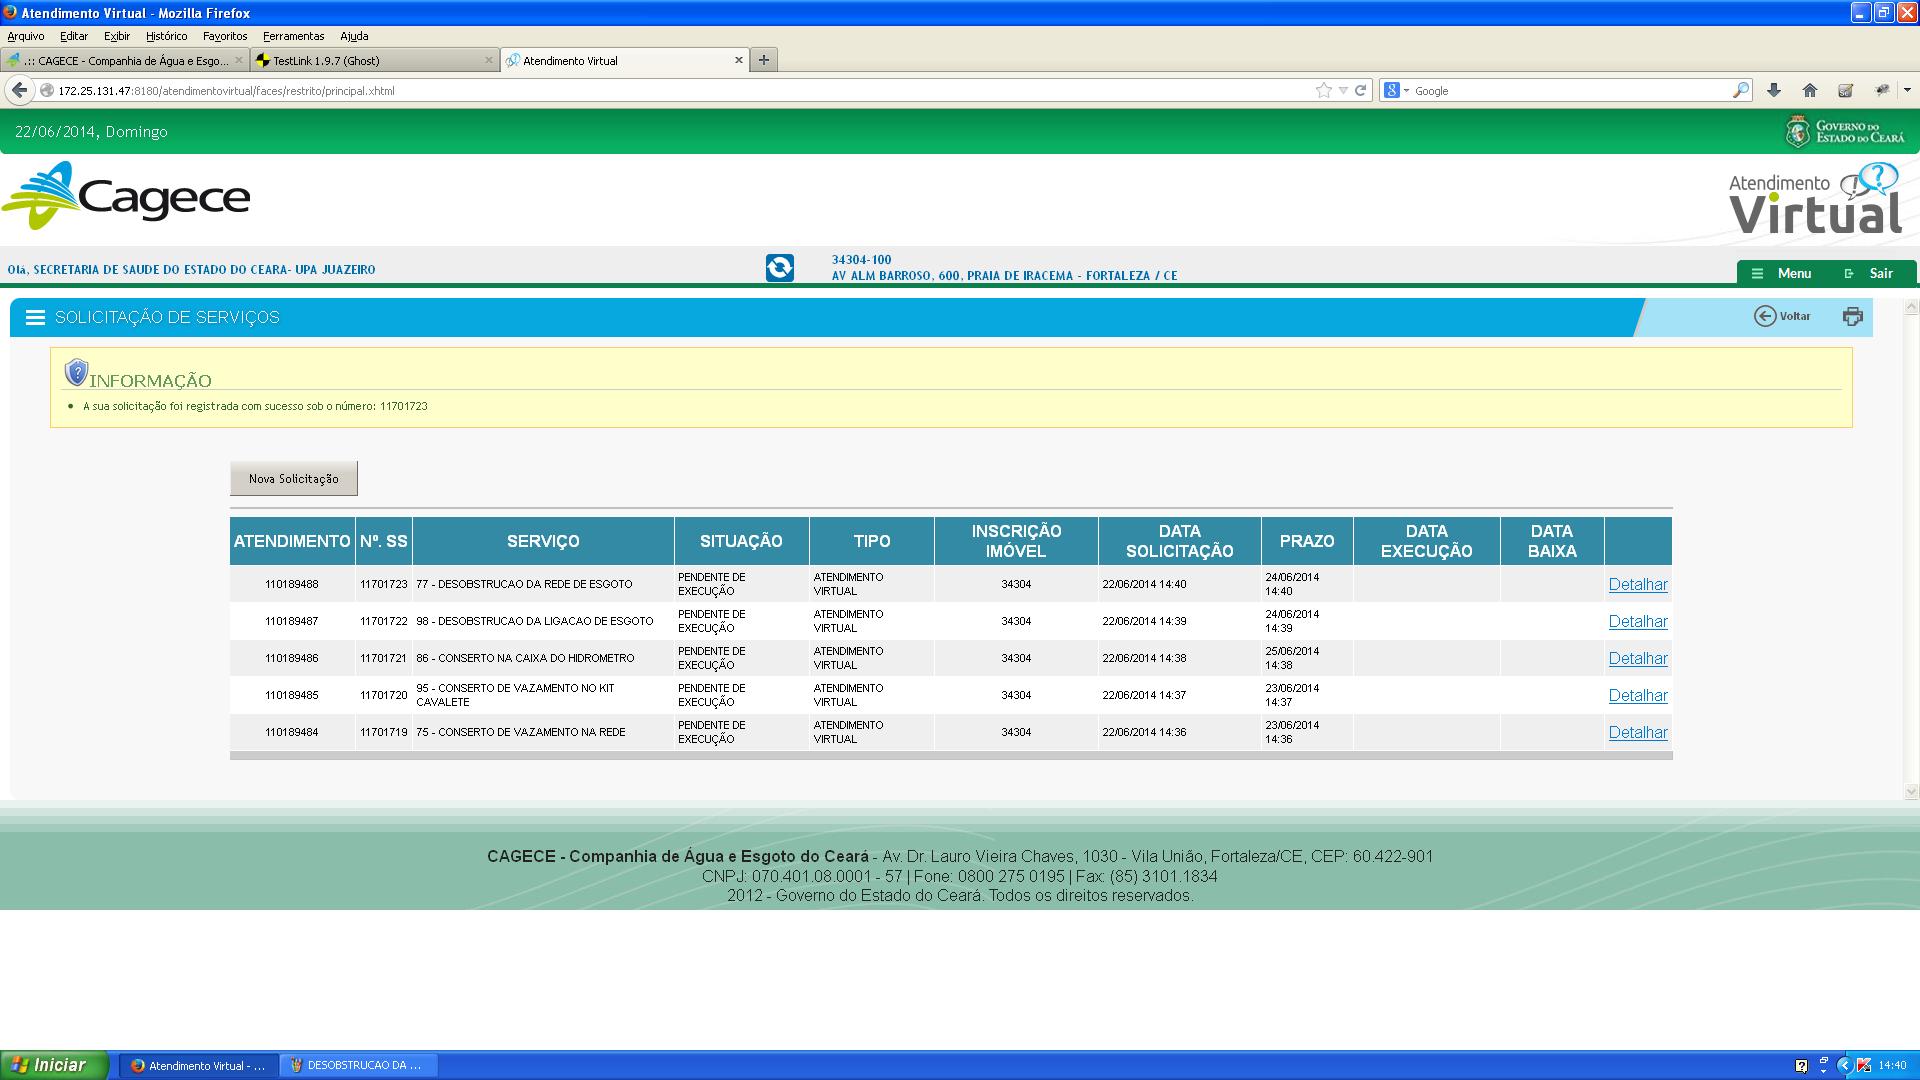 Atendimento Virtual - Mozilla Firefox
Arquivo Editar Exibir Histórico Favoritos Ferramentas Ajuda
.:: CAGECE - Companhia de Água e Esgo... TestLink 1.9.7 (Ghost) Atendimento Virtual
172.25.131.47:8180/atendimentovirtual/faces/restrito/principal.xhtml Google
22/06/2014, Domingo
GOVERNO DO
ESTADO DO CEARÁ
Cagece
Atendimento
Virtual
Olá, SECRETARIA DE SAUDE DO ESTADO DO CEARA- UPA JUAZEIRO
34304-100
AV ALM BARROSO, 600, PRAIA DE IRACEMA - FORTALEZA / CE
Menu Sair
SOLICITAÇÃO DE SERVIÇOS
Voltar
INFORMAÇÃO
• A sua solicitação foi registrada com sucesso sob o número: 11701723
Nova Solicitação
ATENDIMENTO Nº. SS SERVIÇO SITUAÇÃO TIPO INSCRIÇÃO IMÓVEL DATA SOLICITAÇÃO PRAZO DATA EXECUÇÃO DATA BAIXA
110189488 11701723 77 - DESOBSTRUCAO DA REDE DE ESGOTO PENDENTE DE EXECUÇÃO ATENDIMENTO VIRTUAL 34304 22/06/2014 14:40 24/06/2014 14:40 Detalhar
110189487 11701722 98 - DESOBSTRUCAO DA LIGACAO DE ESGOTO PENDENTE DE EXECUÇÃO ATENDIMENTO VIRTUAL 34304 22/06/2014 14:39 24/06/2014 14:39 Detalhar
110189486 11701721 86 - CONSERTO NA CAIXA DO HIDROMETRO PENDENTE DE EXECUÇÃO ATENDIMENTO VIRTUAL 34304 22/06/2014 14:38 25/06/2014 14:38 Detalhar
110189485 11701720 95 - CONSERTO DE VAZAMENTO NO KIT CAVALETE PENDENTE DE EXECUÇÃO ATENDIMENTO VIRTUAL 34304 22/06/2014 14:37 23/06/2014 14:37 Detalhar
110189484 11701719 75 - CONSERTO DE VAZAMENTO NA REDE PENDENTE DE EXECUÇÃO ATENDIMENTO VIRTUAL 34304 22/06/2014 14:36 23/06/2014 14:36 Detalhar
CAGECE - Companhia de Água e Esgoto do Ceará - Av. Dr. Lauro Vieira Chaves, 1030 - Vila União, Fortaleza/CE, CEP: 60.422-901
CNPJ: 070.401.08.0001 - 57 | Fone: 0800 275 0195 | Fax: (85) 3101.1834
2012 - Governo do Estado do Ceará. Todos os direitos reservados.
Iniciar Atendimento Virtual - ... DESOBSTRUCAO DA ... 14:40